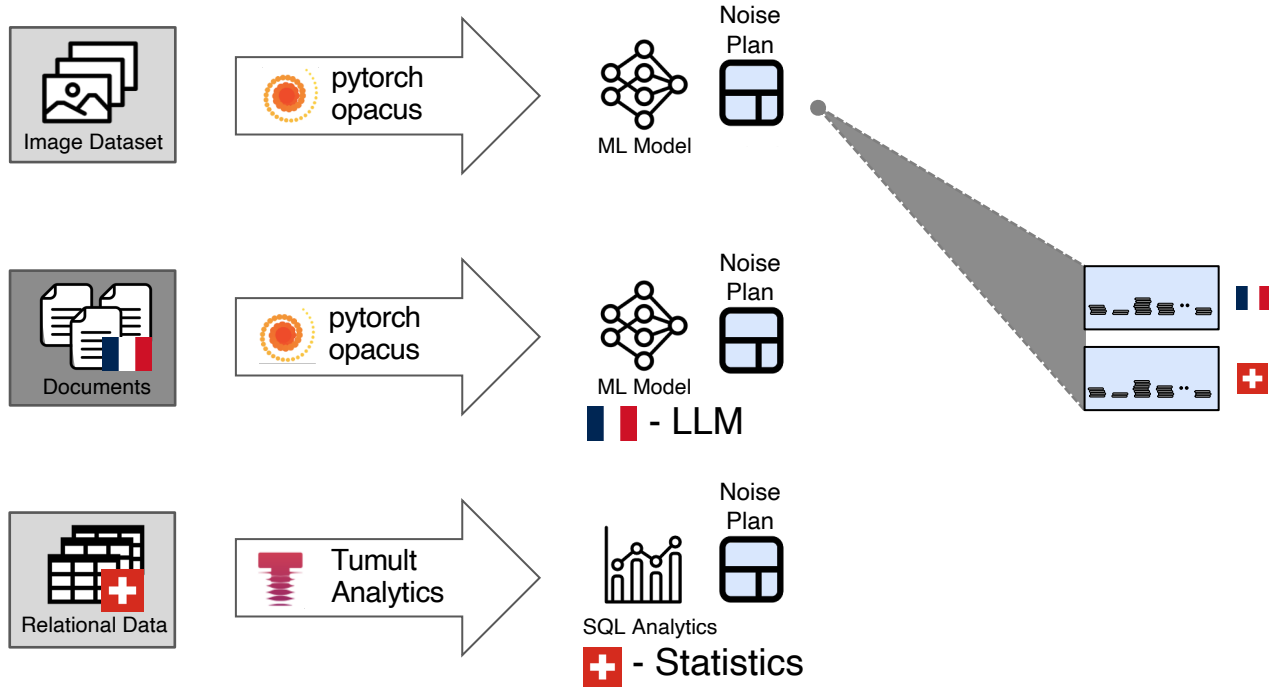 Noise
Plan
pytorch
opacus
Image Dataset
ML Model
Noise
Plan
pytorch
opacus
Documents
ML Model
- LLM
Noise
Plan
Tumult
Analytics
Relational Data
SQL Analytics
- Statistics